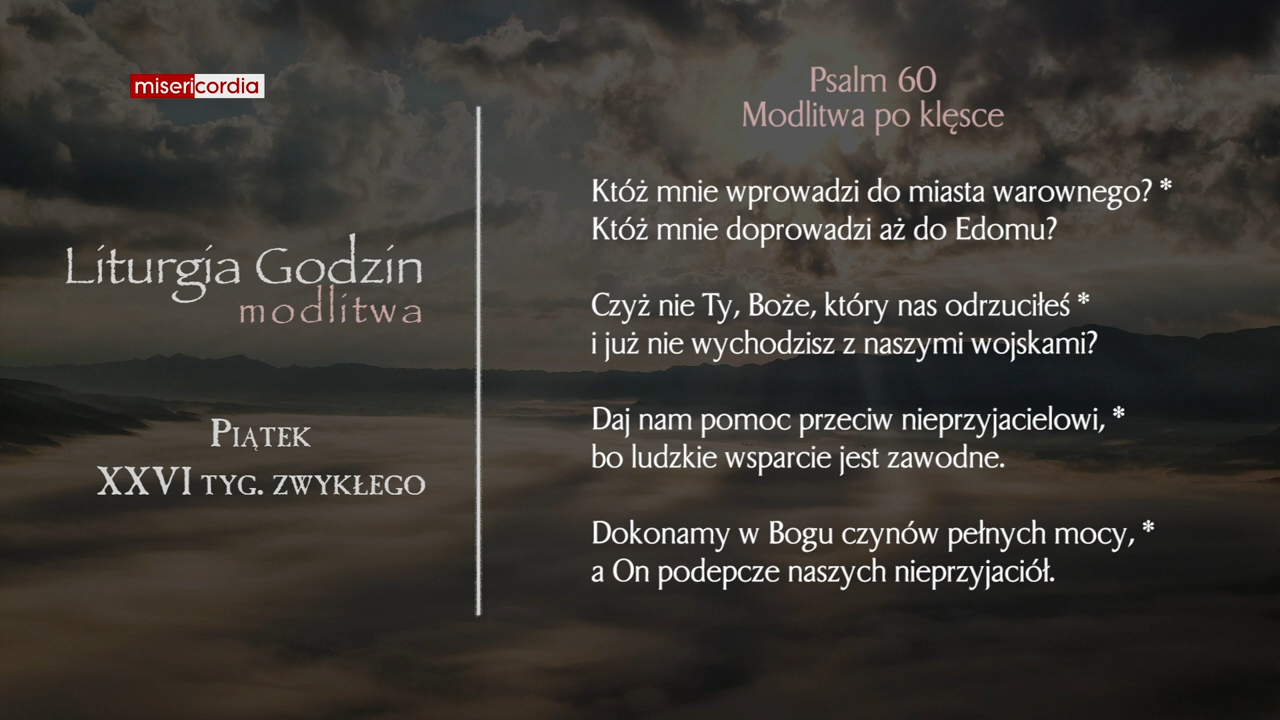 misericordia
Liturgia Godzin
modlitwa
Piątek
XXVI tyg. zwykłego
Psalm 60
Modlitwa po klęsce
Któż mnie wprowadzi do miasta warownego? *
Któż mnie doprowadzi aż do Edomu?
Czyż nie Ty, Boże, który nas odrzuciłeś *
i już nie wychodzisz z naszymi wojskami?
Daj nam pomoc przeciw nieprzyjacielowi, *
bo ludzkie wsparcie jest zawodne.
Dokonamy w Bogu czynów pełnych mocy, *
a On podepcze naszych nieprzyjaciół.